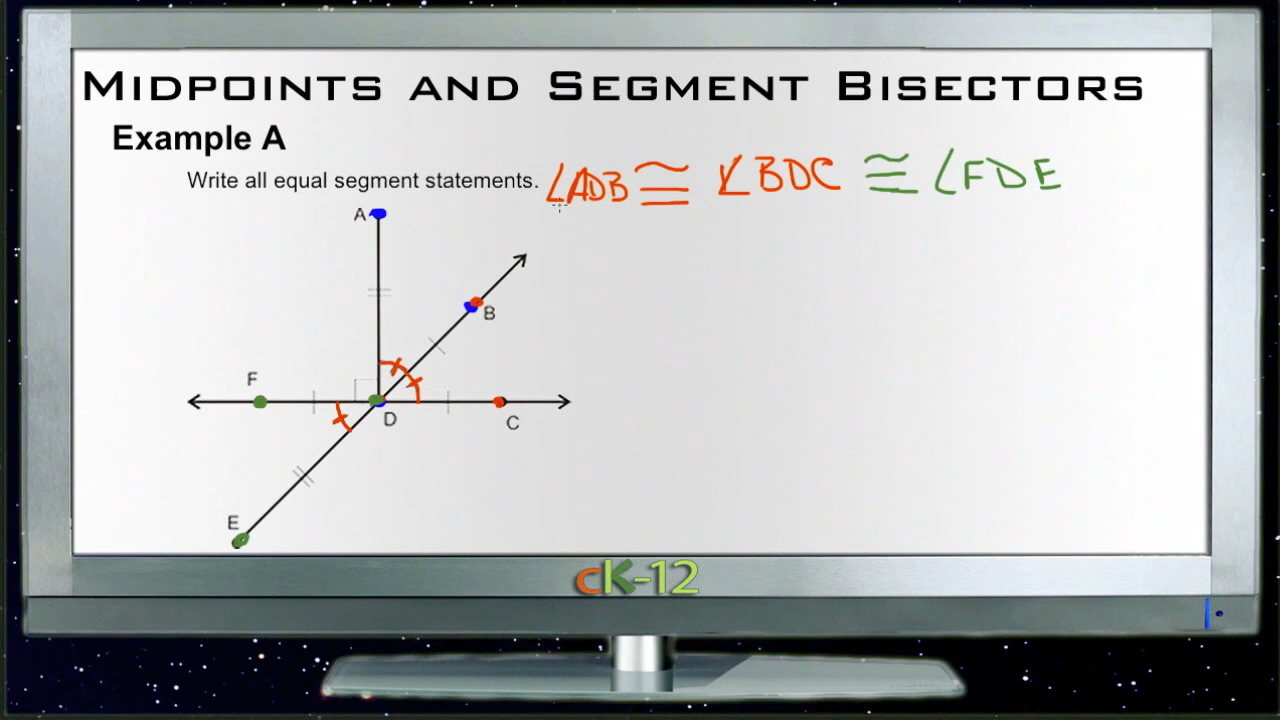 MIDPOINTS AND SEGMENT BISECTORS
Example A
Write all equal segment statements. ∠ADB ≅ ∠BDC ≅ ∠FDE
A
B
F
D
C
E
cK-12